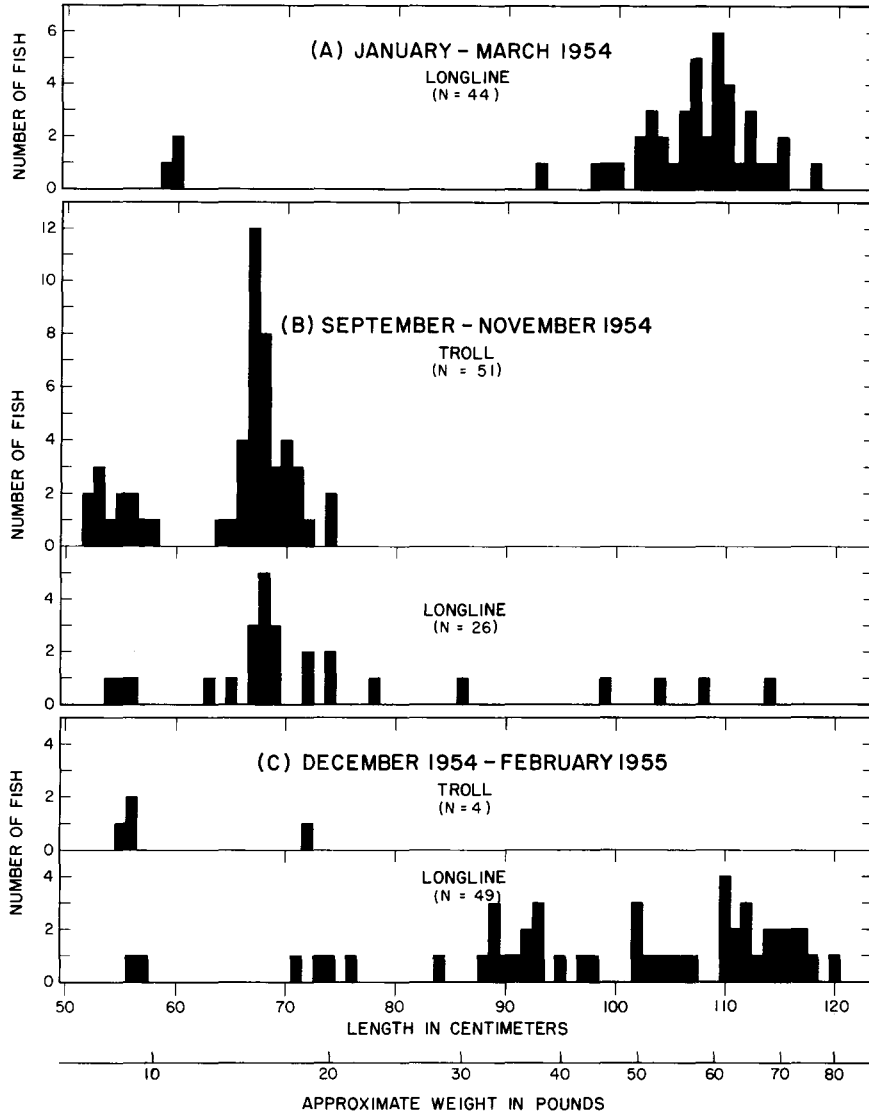 (A) JANUARY - MARCH 1954
LONGLINE
(N = 44)
NUMBER OF FISH
6
4
2
0
(B) SEPTEMBER - NOVEMBER 1954
TROLL
(N = 51)
NUMBER OF FISH
12
10
8
6
4
2
0
LONGLINE
(N = 26)
4
2
0
(C) DECEMBER 1954 - FEBRUARY 1955
TROLL
(N = 4)
NUMBER OF FISH
4
2
0
LONGLINE
(N = 49)
4
2
0
50 60 70 80 90 100 110 120
LENGTH IN CENTIMETERS
10 20 30 40 50 60 70 80
APPROXIMATE WEIGHT IN POUNDS